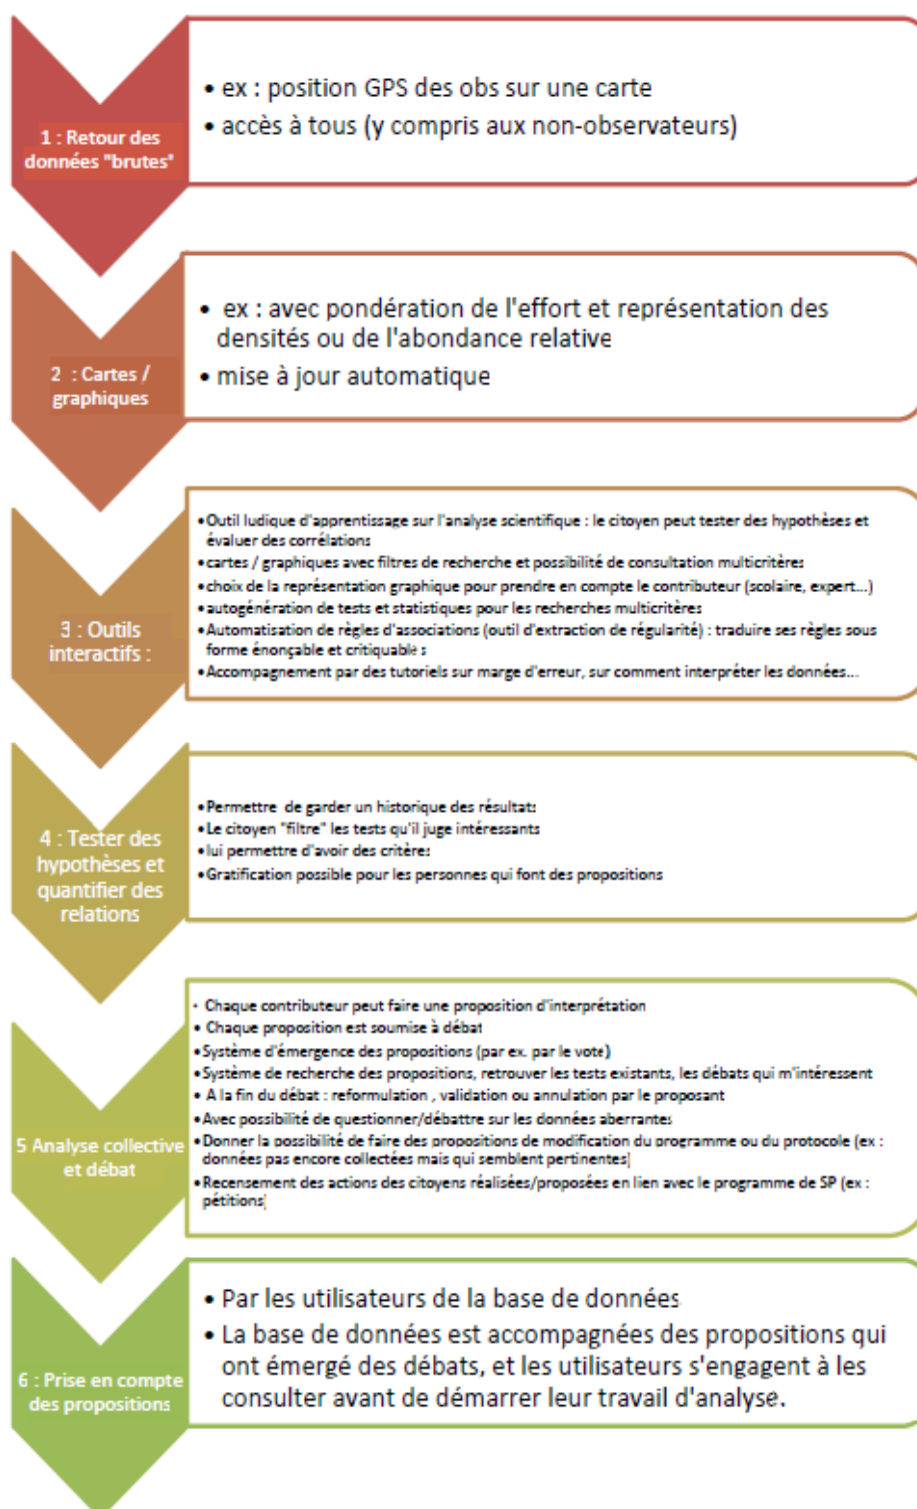 1 : Retour des
données "brutes"
• ex : position GPS des obs sur une carte
• accès à tous (y compris aux non-observateurs)
2 : Cartes /
graphiques
• ex : avec pondération de l'effort et représentation des
densités ou de l'abondance relative
• mise à jour automatique
3 : Outils
interactifs :
•Outil ludique d'apprentissage sur l'analyse scientifique : le citoyen peut tester des hypothèses et
évaluer des corrélations
•cartes / graphiques avec filtres de recherche et possibilité de consultation multicritères
•choix de la représentation graphique pour prendre en compte le contributeur (scolaire, expert...)
•autogénération de tests et statistiques pour les recherches multicritères
•Automatisation de règles d'associations (outil d'extraction de régularité) : traduire ses règles sous
forme énonçable et critiquable s
•Accompagnement par des tutoriels sur marge d'erreur, sur comment interpréter les données...
4 : Tester des
hypothèses et
quantifier des
relations
•Permettre de garder un historique des résultats
•Le citoyen "filtre" les tests qu'il juge intéressants
•lui permettre d'avoir des critères
•Gratification possible pour les personnes qui font des propositions
5 Analyse collective
et débat
• Chaque contributeur peut faire une proposition d'interprétation
• Chaque proposition est soumise à débat
•Système d'émergence des propositions (par ex. par le vote)
•Système de recherche des propositions, retrouver les tests existants, les débats qui m'intéressent
• A la fin du débat : reformulation , validation ou annulation par le proposant
•Avec possibilité de questionner/débattre sur les données aberrantes
•Donner la possibilité de faire des propositions de modification du programme ou du protocole (ex :
données pas encore collectées mais qui semblent pertinentes)
•Recensement des actions des citoyens réalisées/proposées en lien avec le programme de SP (ex :
pétitions)
6 : Prise en compte
des propositions
• Par les utilisateurs de la base de données
• La base de données est accompagnées des propositions qui
ont émergé des débats, et les utilisateurs s'engagent à les
consulter avant de démarrer leur travail d'analyse.